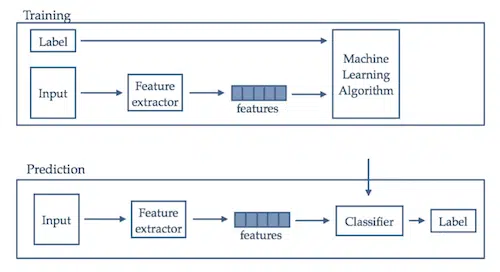 Training
Label
Input
Feature
extractor
features
Machine
Learning
Algorithm
Prediction
Input
Feature
extractor
features
Classifier
Label